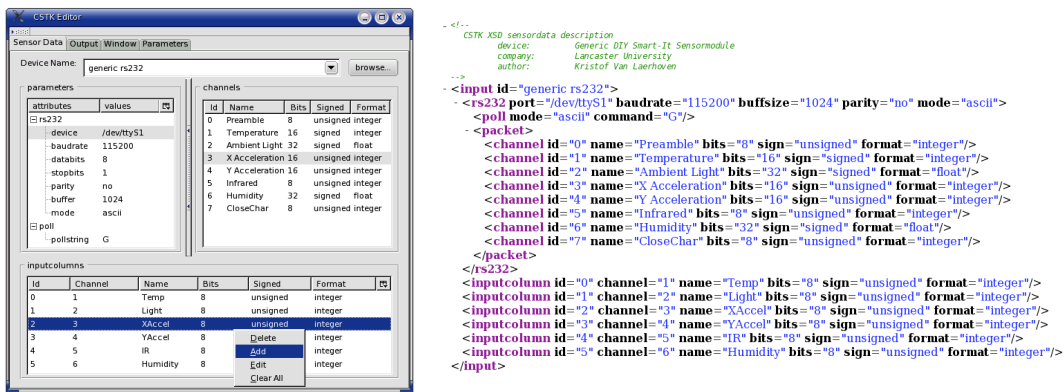 CSTK Editor
Sensor Data Output Window Parameters
Device Name: generic rs232 browse...
parameters
attributes values
rs232
device /dev/ttyS1
baudrate 115200
databits 8
stopbits 1
parity no
buffer 1024
mode ascii
poll
pollstring G
channels
Id Name Bits Signed Format
0 Preamble 8 unsigned integer
1 Temperature 16 signed integer
2 Ambient Light 32 signed float
3 X Acceleration 16 unsigned integer
4 Y Acceleration 16 unsigned integer
5 Infrared 8 unsigned integer
6 Humidity 32 signed float
7 CloseChar 8 unsigned integer
inputcolumns
Id Channel Name Bits Signed Format
0 1 Temp 8 unsigned integer
1 2 Light 8 unsigned integer
2 3 XAccel 8 unsigned integer
3 4 YAccel 8 integer
4 5 IR 8 integer
5 6 Humidity 8 integer
Delete
Add
Edit
Clear All
- <!--
CSTK XSD sensordata description
device: Generic DIY Smart-It Sensormodule
company: Lancaster University
author: Kristof Van Laerhoven
-->
- <input id="generic rs232">
- <rs232 port="/dev/ttyS1" baudrate="115200" buffsize="1024" parity="no" mode="ascii">
<poll mode="ascii" command="G"/>
- <packet>
<channel id="0" name="Preamble" bits="8" sign="unsigned" format="integer"/>
<channel id="1" name="Temperature" bits="16" sign="signed" format="integer"/>
<channel id="2" name="Ambient Light" bits="32" sign="signed" format="float"/>
<channel id="3" name="X Acceleration" bits="16" sign="unsigned" format="integer"/>
<channel id="4" name="Y Acceleration" bits="16" sign="unsigned" format="integer"/>
<channel id="5" name="Infrared" bits="8" sign="unsigned" format="integer"/>
<channel id="6" name="Humidity" bits="32" sign="signed" format="float"/>
<channel id="7" name="CloseChar" bits="8" sign="unsigned" format="integer"/>
</packet>
</rs232>
<inputcolumn id="0" channel="1" name="Temp" bits="8" sign="unsigned" format="integer"/>
<inputcolumn id="1" channel="2" name="Light" bits="8" sign="unsigned" format="integer"/>
<inputcolumn id="2" channel="3" name="XAccel" bits="8" sign="unsigned" format="integer"/>
<inputcolumn id="3" channel="4" name="YAccel" bits="8" sign="unsigned" format="integer"/>
<inputcolumn id="4" channel="5" name="IR" bits="8" sign="unsigned" format="integer"/>
<inputcolumn id="5" channel="6" name="Humidity" bits="8" sign="unsigned" format="integer"/>
</input>